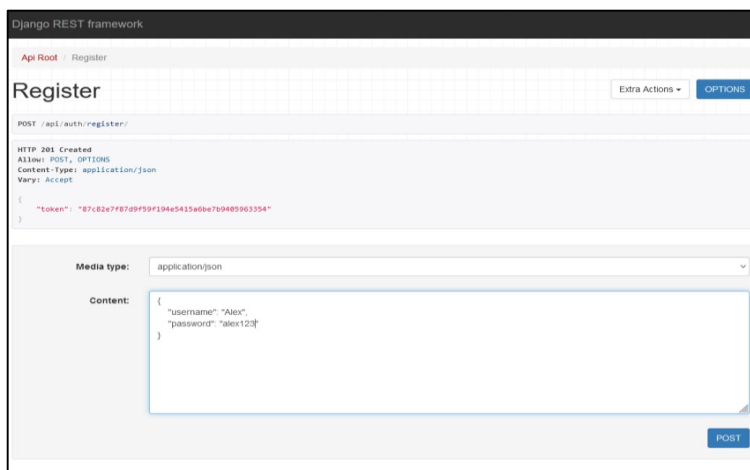 Django REST framework
Api Root / Register
Register
Extra Actions
OPTIONS
POST /api/auth/register/
HTTP 201 Created
Allow: POST, OPTIONS
Content-Type: application/json
Vary: Accept
{
"token": "87c82e7f87d9f59f194e5415a6be7b9405963354"
}
Media type:
application/json
Content:
{
"username": "Alex",
"password": "alex123"
}
POST